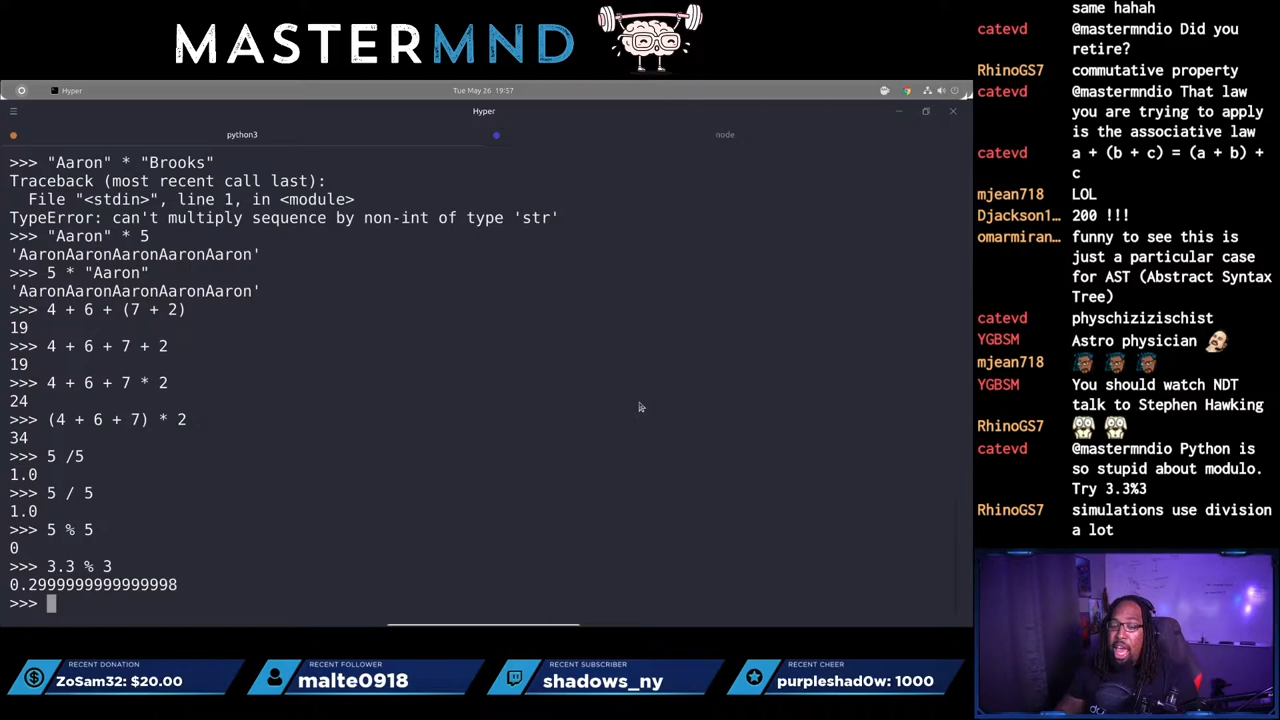 MASTERMND
Hyper
Tue May 26 19:57
Hyper
python3
node
>>> "Aaron" * "Brooks"
Traceback (most recent call last):
File "<stdin>", line 1, in <module>
TypeError: can't multiply sequence by non-int of type 'str'
>>> "Aaron" * 5
'AaronAaronAaronAaronAaron'
>>> 5 * "Aaron"
'AaronAaronAaronAaronAaron'
>>> 4 + 6 + (7 + 2)
19
>>> 4 + 6 + 7 + 2
19
>>> 4 + 6 + 7 * 2
24
>>> (4 + 6 + 7) * 2
34
>>> 5 /5
1.0
>>> 5 / 5
1.0
>>> 5 % 5
0
>>> 3.3 % 3
0.2999999999999998
>>>
same hahah
catevd @mastermndio Did you
retire?
RhinoGS7 commutative property
catevd @mastermndio That law
you are trying to apply
is the associative law
catevd a + (b + c) = (a + b) +
c
mjean718 LOL
Djackson1… 200 !!!
omarmiran… funny to see this is
just a particular case
for AST (Abstract Syntax
Tree)
catevd physchizizischist
YGBSM Astro physician
mjean718
YGBSM You should watch NDT
talk to Stephen Hawking
RhinoGS7
catevd @mastermndio Python is
so stupid about modulo.
Try 3.3%3
RhinoGS7 simulations use division
a lot
RECENT DONATION
ZoSam32: $20.00
RECENT FOLLOWER
malte0918
RECENT SUBSCRIBER
shadows_ny
RECENT CHEER
purpleshad0w: 1000